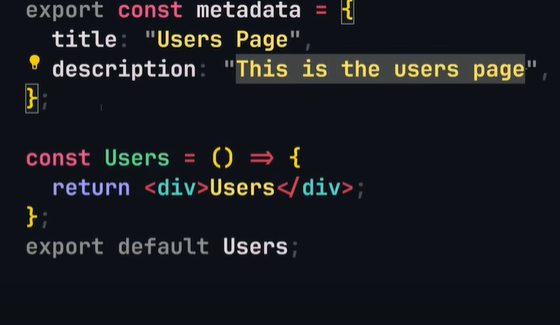 export const metadata = {
  title: "Users Page",
  description: "This is the users page",
};

const Users = () => {
  return <div>Users</div>;
};
export default Users;